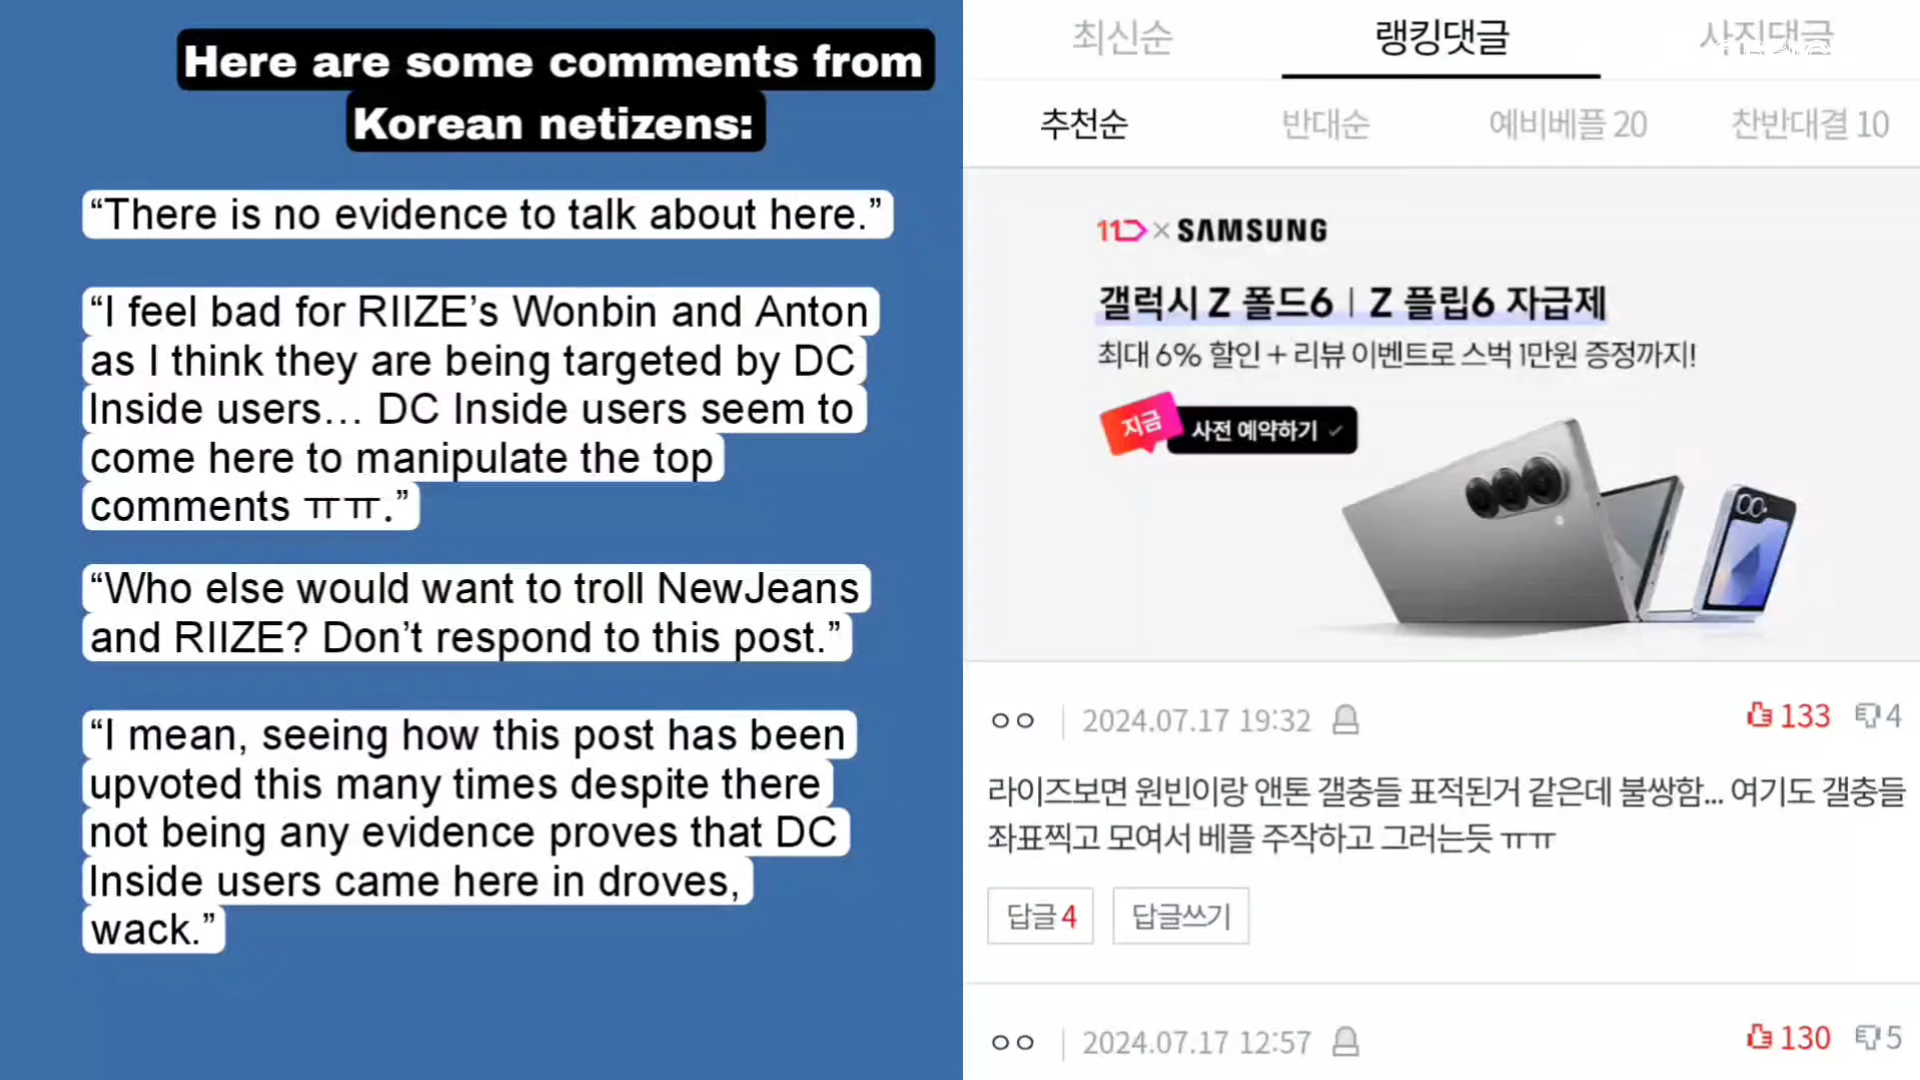 Here are some comments from
Korean netizens:
“There is no evidence to talk about here.”
“I feel bad for RIIZE’s Wonbin and Anton
as I think they are being targeted by DC
Inside users... DC Inside users seem to
come here to manipulate the top
comments ㅠㅠ.”
“Who else would want to troll NewJeans
and RIIZE? Don’t respond to this post.”
“I mean, seeing how this post has been
upvoted this many times despite there
not being any evidence proves that DC
Inside users came here in droves,
wack.”
최신순 랭킹댓글 사진댓글
추천순 반대순 예비베플 20 찬반대결 10
11 × SAMSUNG
갤럭시 Z 폴드6 | Z 플립6 자급제
최대 6% 할인 + 리뷰 이벤트로 스벅 1만원 증정까지!
지금 사전 예약하기
ㅇㅇ | 2024.07.17 19:32 133 4
라이즈보면 원빈이랑 앤톤 갤충들 표적된거 같은데 불쌍함... 여기도 갤충들
좌표찍고 모여서 베플 주작하고 그러는듯 ㅠㅠ
답글 4 답글쓰기
ㅇㅇ | 2024.07.17 12:57 130 5